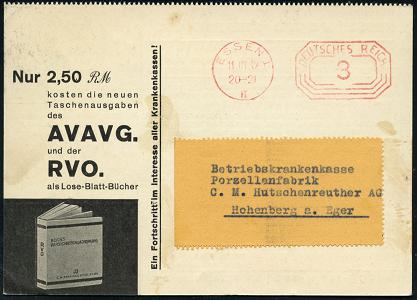 Nur 2,50 RM
kosten die neuen
Taschenausgaben
des
AVAVG.
und der
RVO.
als Lose-Blatt-Bücher
Ein Fortschritt im Interesse aller Krankenkassen!
ESSEN 1
20-21
DEUTSCHES REICH
3
Betriebskrankenkasse
Porzellenfabrik
C. M. Hutschenreuther AG
Hohenberg a. Eger